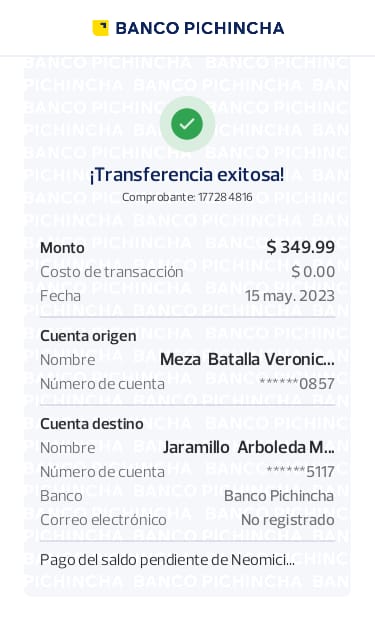 BANCO PICHINCHA
¡Transferencia exitosa!
Comprobante: 177284816
Monto $ 349.99
Costo de transacción $ 0.00
Fecha 15 may. 2023
Cuenta origen
Nombre Meza Batalla Veronic...
Número de cuenta ******0857
Cuenta destino
Nombre Jaramillo Arboleda M...
Número de cuenta ******5117
Banco Banco Pichincha
Correo electrónico No registrado
Pago del saldo pendiente de Neomici...